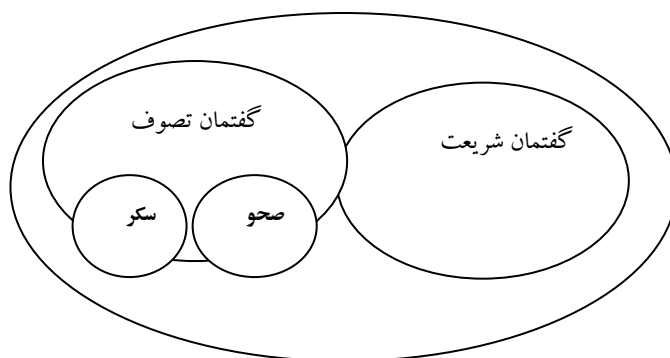 گفتمان تصوف
گفتمان شریعت
صحو
سکر